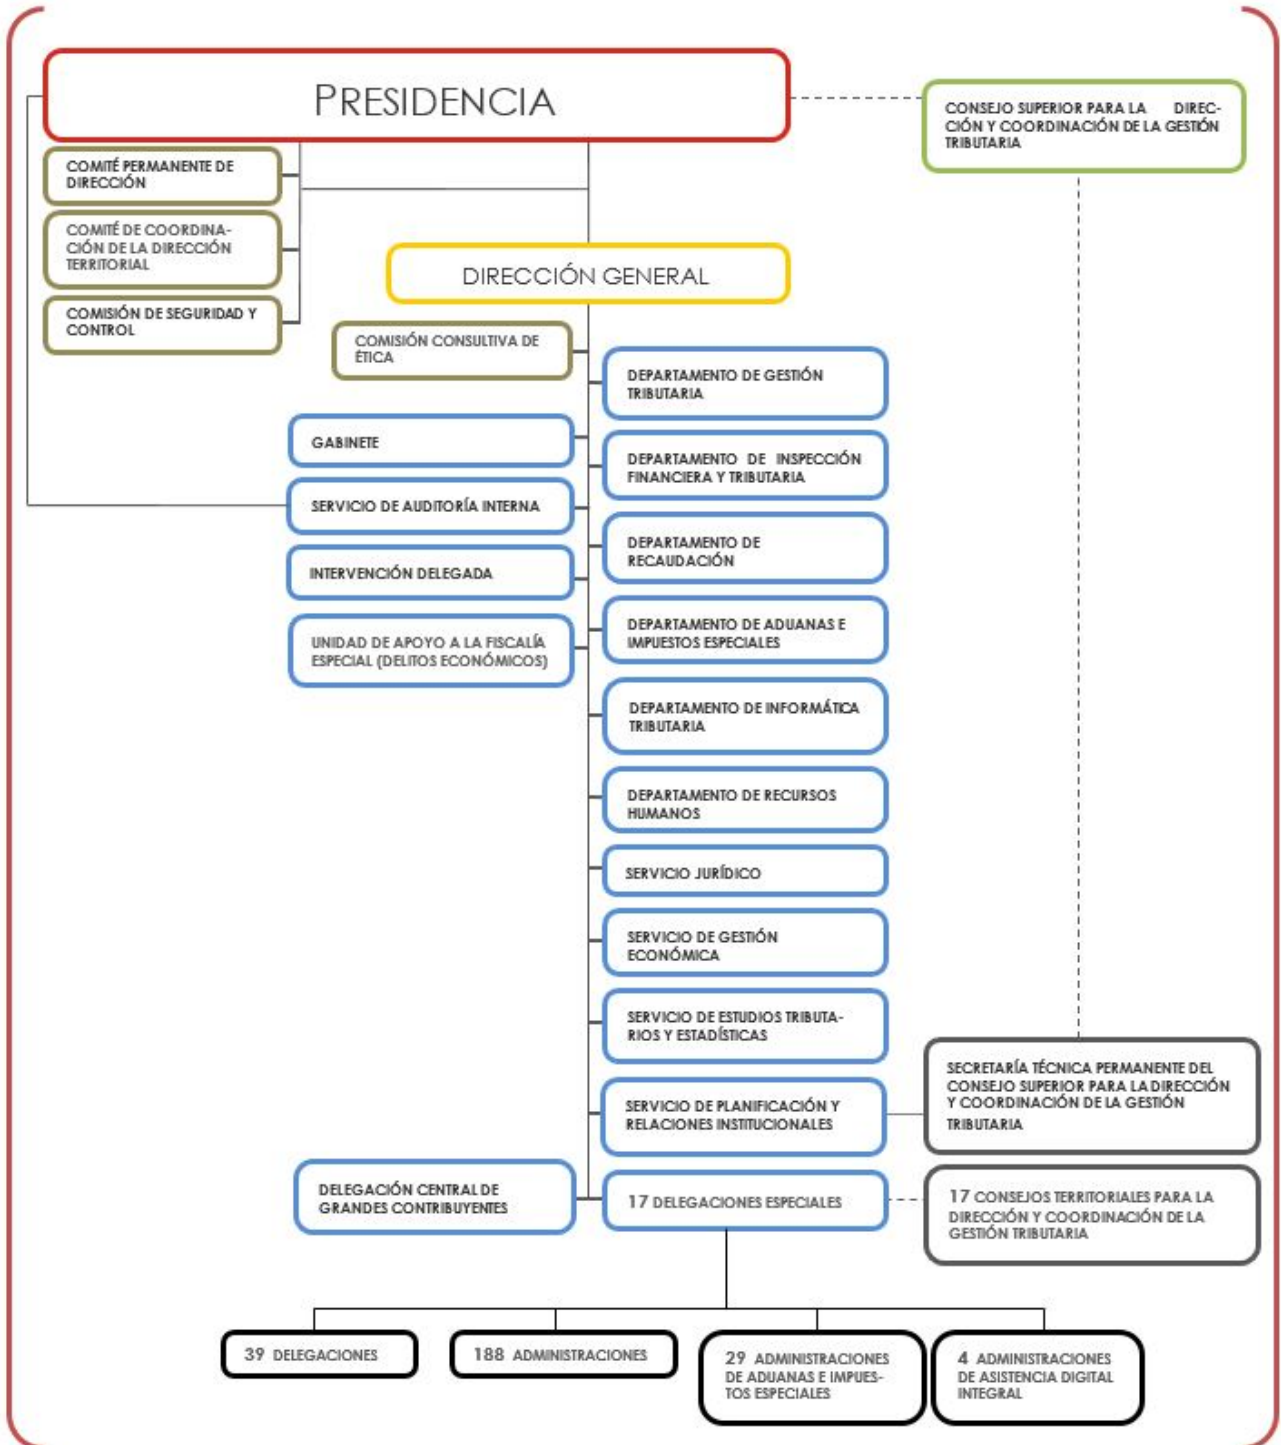 PRESIDENCIA
CONSEJO SUPERIOR PARA LA DIREC-
CIÓN Y COORDINACIÓN DE LA GESTIÓN
TRIBUTARIA
COMITÉ PERMANENTE DE
DIRECCIÓN
COMITÉ DE COORDINA-
CIÓN DE LA DIRECCIÓN
TERRITORIAL
COMISIÓN DE SEGURIDAD Y
CONTROL
DIRECCIÓN GENERAL
COMISIÓN CONSULTIVA DE
ÉTICA
GABINETE
SERVICIO DE AUDITORÍA INTERNA
INTERVENCIÓN DELEGADA
UNIDAD DE APOYO A LA FISCALÍA
ESPECIAL (DELITOS ECONÓMICOS)
DEPARTAMENTO DE GESTIÓN
TRIBUTARIA
DEPARTAMENTO DE INSPECCIÓN
FINANCIERA Y TRIBUTARIA
DEPARTAMENTO DE
RECAUDACIÓN
DEPARTAMENTO DE ADUANAS E
IMPUESTOS ESPECIALES
DEPARTAMENTO DE INFORMÁTICA
TRIBUTARIA
DEPARTAMENTO DE RECURSOS
HUMANOS
SERVICIO JURÍDICO
SERVICIO DE GESTIÓN
ECONÓMICA
SERVICIO DE ESTUDIOS TRIBUTA-
RIOS Y ESTADÍSTICAS
SERVICIO DE PLANIFICACIÓN Y
RELACIONES INSTITUCIONALES
SECRETARÍA TÉCNICA PERMANENTE DEL
CONSEJO SUPERIOR PARA LA DIRECCIÓN
Y COORDINACIÓN DE LA GESTIÓN
TRIBUTARIA
DELEGACIÓN CENTRAL DE
GRANDES CONTRIBUYENTES
17 DELEGACIONES ESPECIALES
17 CONSEJOS TERRITORIALES PARA LA
DIRECCIÓN Y COORDINACIÓN DE LA
GESTIÓN TRIBUTARIA
39 DELEGACIONES
188 ADMINISTRACIONES
29 ADMINISTRACIONES
DE ADUANAS E IMPUES-
TOS ESPECIALES
4 ADMINISTRACIONES
DE ASISTENCIA DIGITAL
INTEGRAL